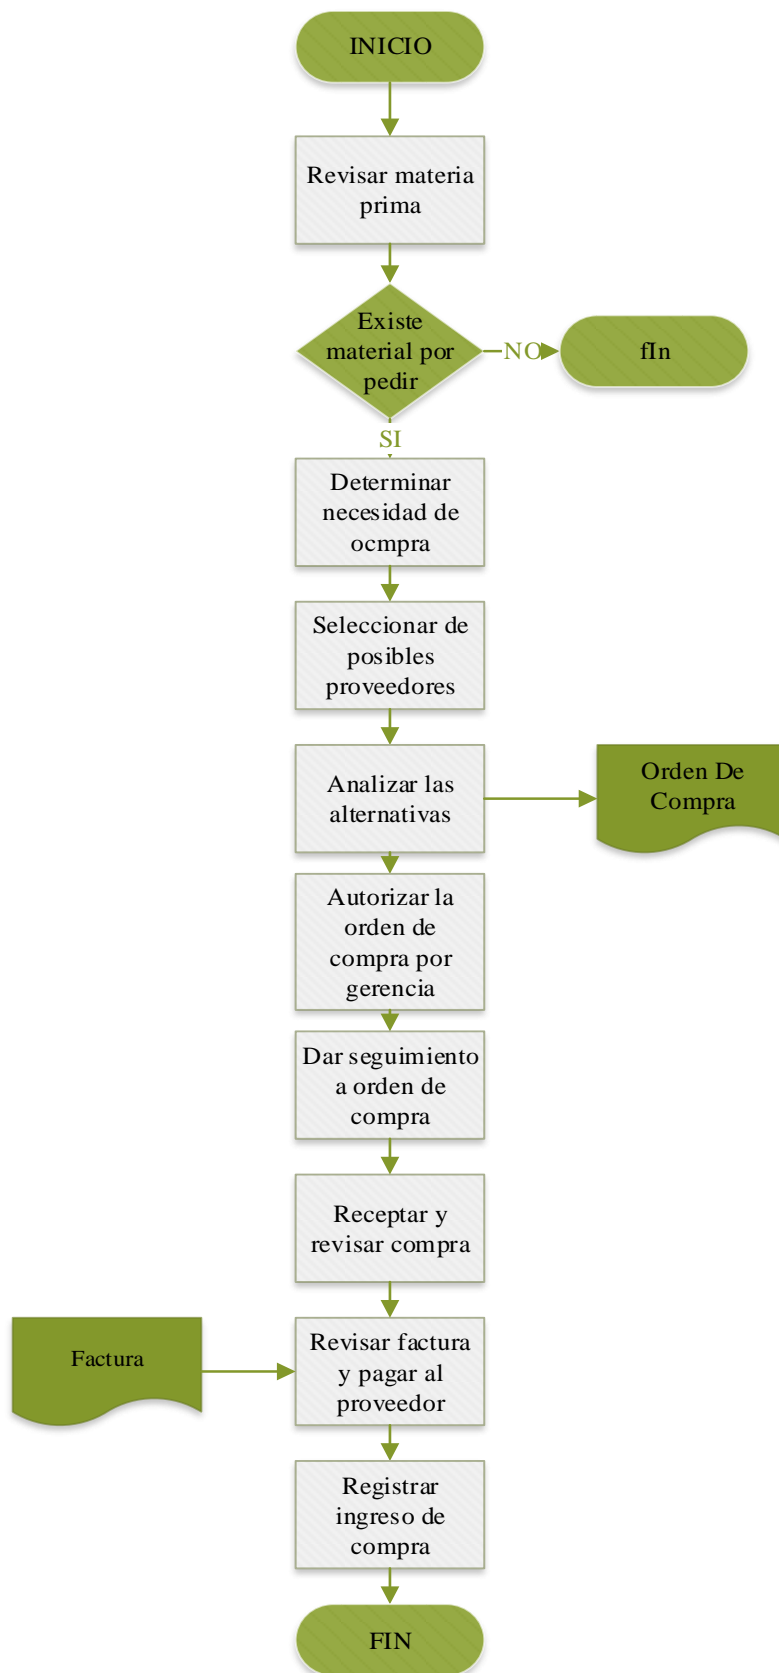 INICIO
Revisar materia
prima
Existe
material por
pedir
NO
fIn
SI
Determinar
necesidad de
ocmpra
Seleccionar de
posibles
proveedores
Analizar las
alternativas
Orden De
Compra
Autorizar la
orden de
compra por
gerencia
Dar seguimiento
a orden de
compra
Receptar y
revisar compra
Factura
Revisar factura
y pagar al
proveedor
Registrar
ingreso de
compra
FIN